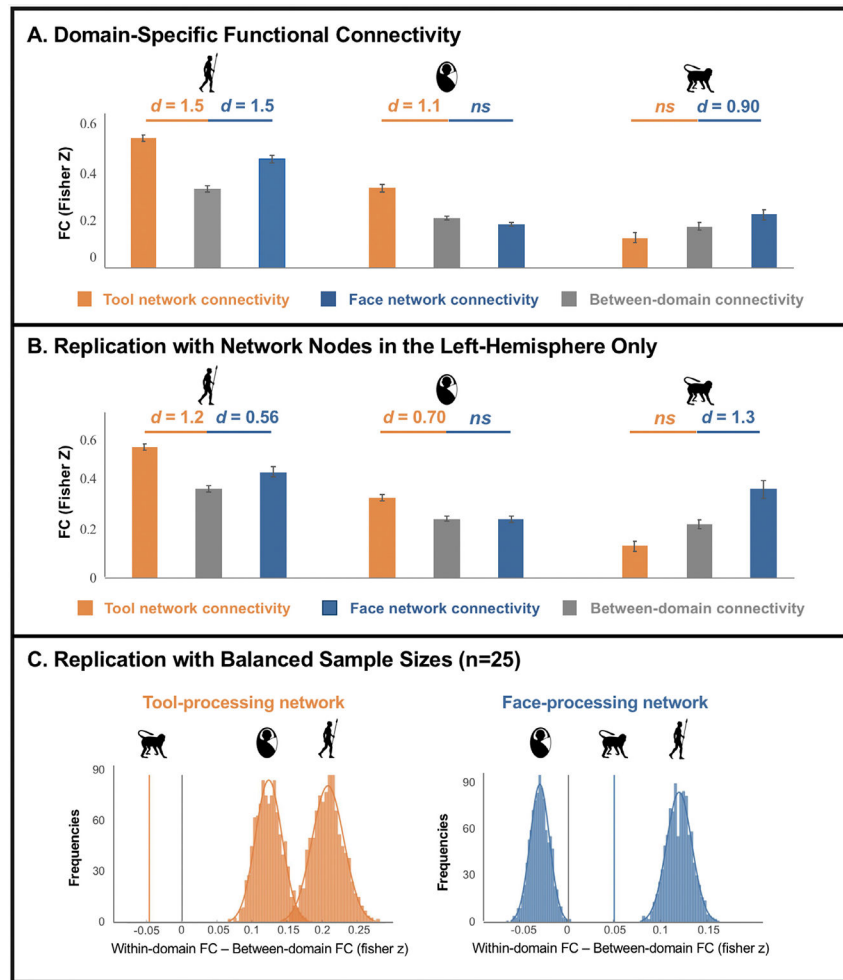 A. Domain-Specific Functional Connectivity
d = 1.5 d = 1.5
d = 1.1 ns
ns d = 0.90
FC (Fisher Z)
0.6
0.4
0.2
0
Tool network connectivity
Face network connectivity
Between-domain connectivity
B. Replication with Network Nodes in the Left-Hemisphere Only
d = 1.2 d = 0.56
d = 0.70 ns
ns d = 1.3
FC (Fisher Z)
0.6
0.4
0.2
0
Tool network connectivity
Face network connectivity
Between-domain connectivity
C. Replication with Balanced Sample Sizes (n=25)
Tool-processing network
Frequencies
90
60
30
0
-0.05 0 0.05 0.1 0.15 0.2 0.25
Within-domain FC – Between-domain FC (fisher z)
Face-processing network
Frequencies
90
60
30
0
-0.05 0 0.05 0.1 0.15
Within-domain FC – Between-domain FC (fisher z)